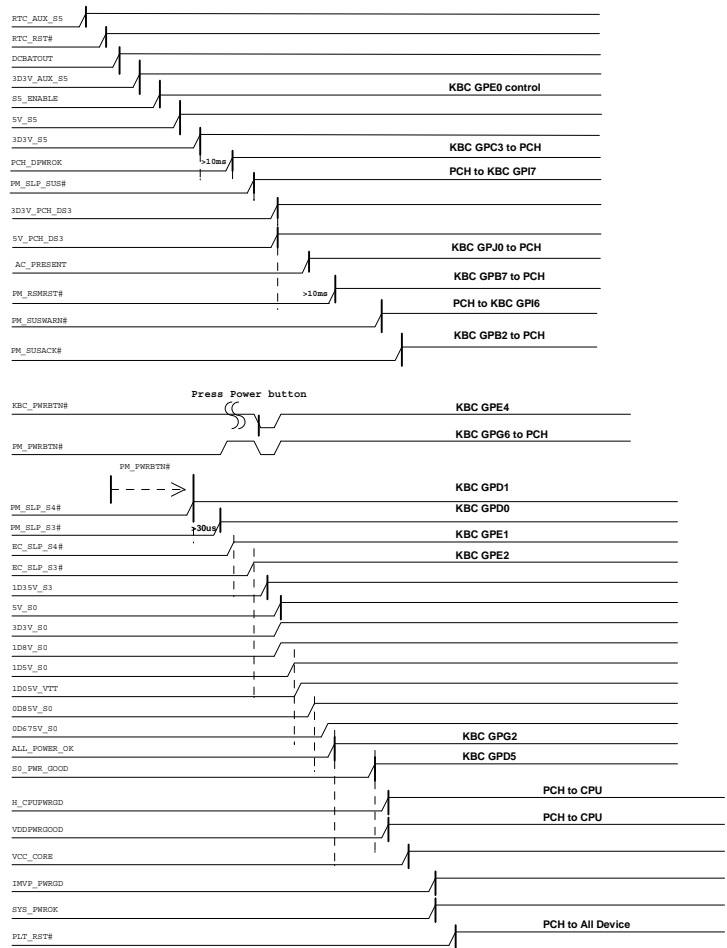 RTC_AUX_S5
RTC_RST#
DCBATOUT
3D3V_AUX_S5
KBC GPE0 control
S5_ENABLE
5V_S5
3D3V_S5
KBC GPC3 to PCH
PCH_DPWROK
>10ms
PCH to KBC GPI7
PM_SLP_SUS#
3D3V_PCH_DS3
5V_PCH_DS3
KBC GPJ0 to PCH
AC_PRESENT
KBC GPB7 to PCH
PM_RSMRST#
>10ms
PCH to KBC GPI6
PM_SUSWARN#
KBC GPB2 to PCH
PM_SUSACK#
Press Power button
KBC_PWRBTN#
KBC GPE4
KBC GPG6 to PCH
PM_PWRBTN#
PM_PWRBTN#
KBC GPD1
PM_SLP_S4#
KBC GPD0
PM_SLP_S3#
>30us
KBC GPE1
EC_SLP_S4#
KBC GPE2
EC_SLP_S3#
1D35V_S3
5V_S0
3D3V_S0
1D8V_S0
1D5V_S0
1D05V_VTT
0D85V_S0
0D675V_S0
KBC GPG2
ALL_POWER_OK
KBC GPD5
S0_PWR_GOOD
PCH to CPU
H_CPUPWRGD
PCH to CPU
VDDPWRGOOD
VCC_CORE
IMVP_PWRGD
SYS_PWROK
PCH to All Device
PLT_RST#